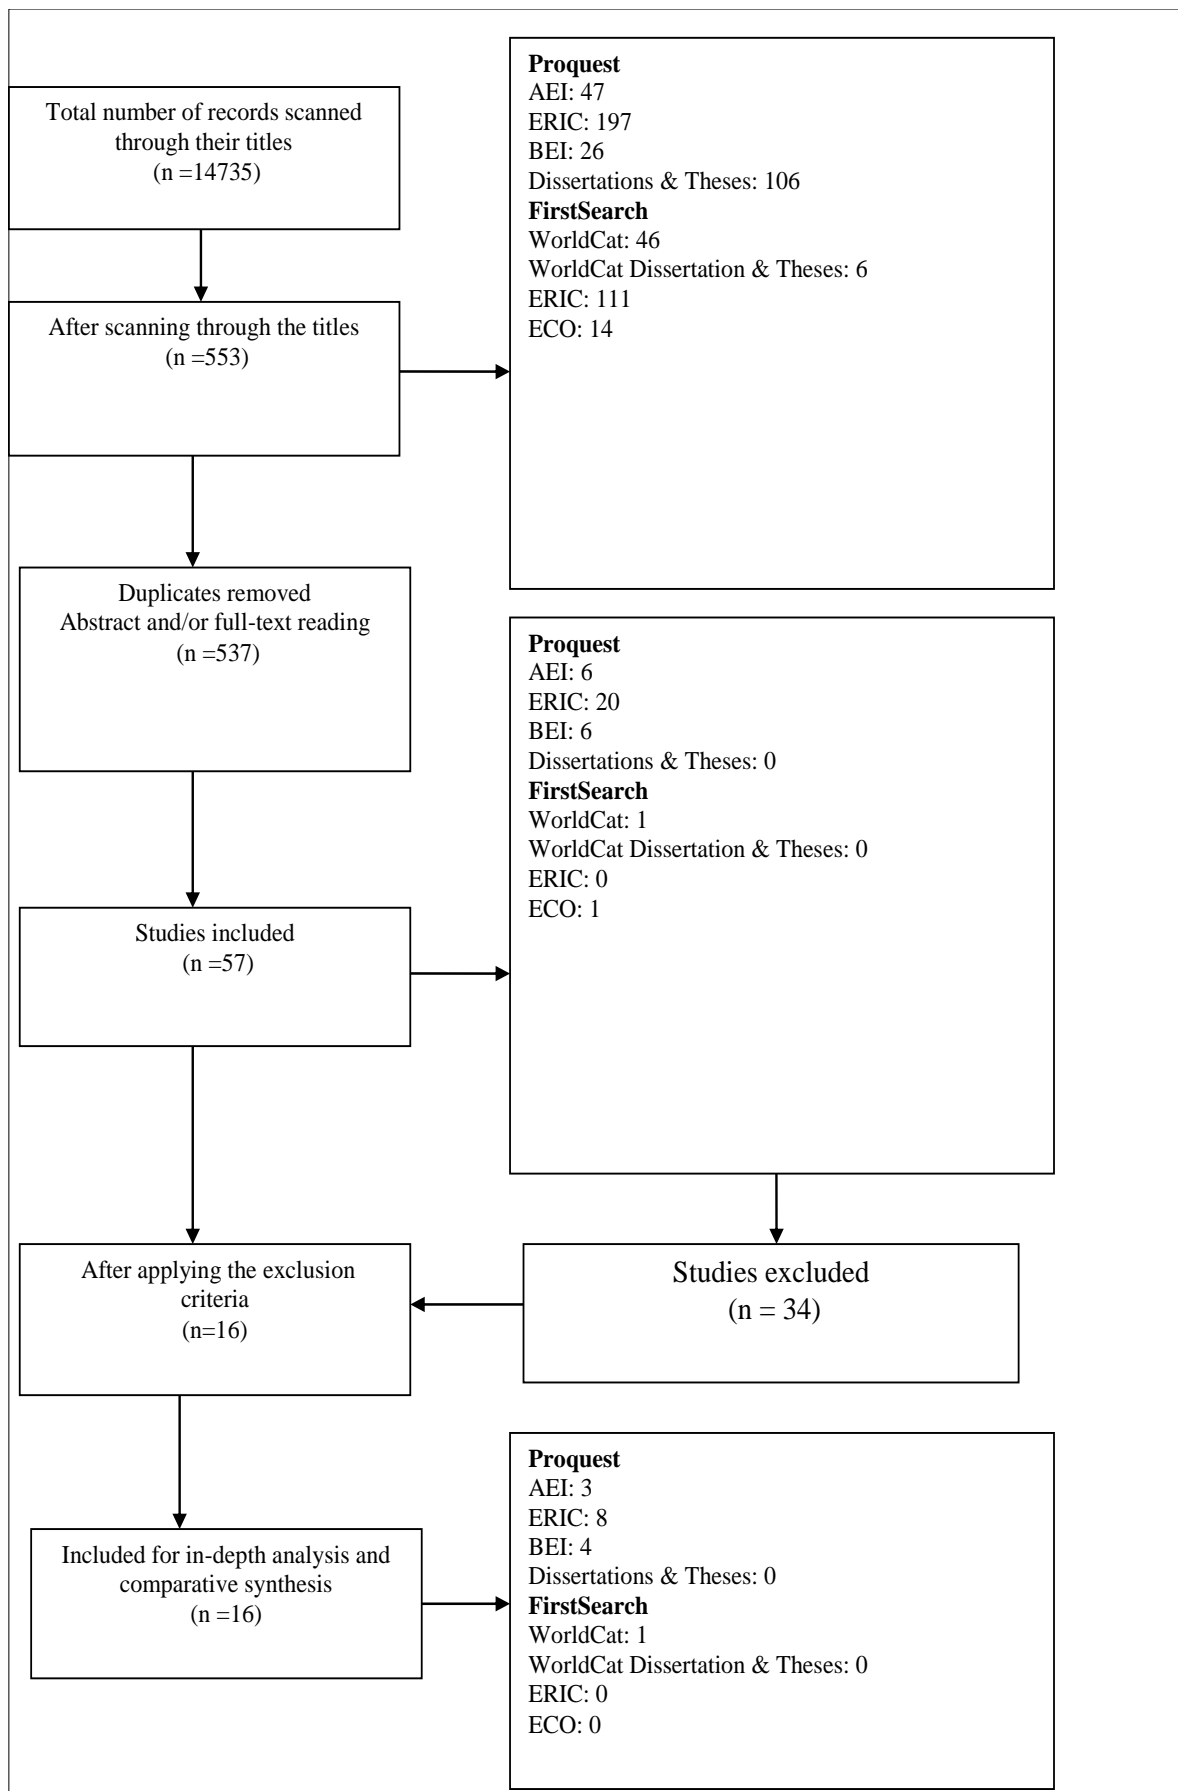 Total number of records scanned
through their titles
(n =14735)
Proquest
AEI: 47
ERIC: 197
BEI: 26
Dissertations & Theses: 106
FirstSearch
WorldCat: 46
WorldCat Dissertation & Theses: 6
ERIC: 111
ECO: 14
After scanning through the titles
(n =553)
Duplicates removed
Abstract and/or full-text reading
(n =537)
Proquest
AEI: 6
ERIC: 20
BEI: 6
Dissertations & Theses: 0
FirstSearch
WorldCat: 1
WorldCat Dissertation & Theses: 0
ERIC: 0
ECO: 1
Studies included
(n =57)
After applying the exclusion
criteria
(n=16)
Studies excluded
(n = 34)
Included for in-depth analysis and
comparative synthesis
(n =16)
Proquest
AEI: 3
ERIC: 8
BEI: 4
Dissertations & Theses: 0
FirstSearch
WorldCat: 1
WorldCat Dissertation & Theses: 0
ERIC: 0
ECO: 0